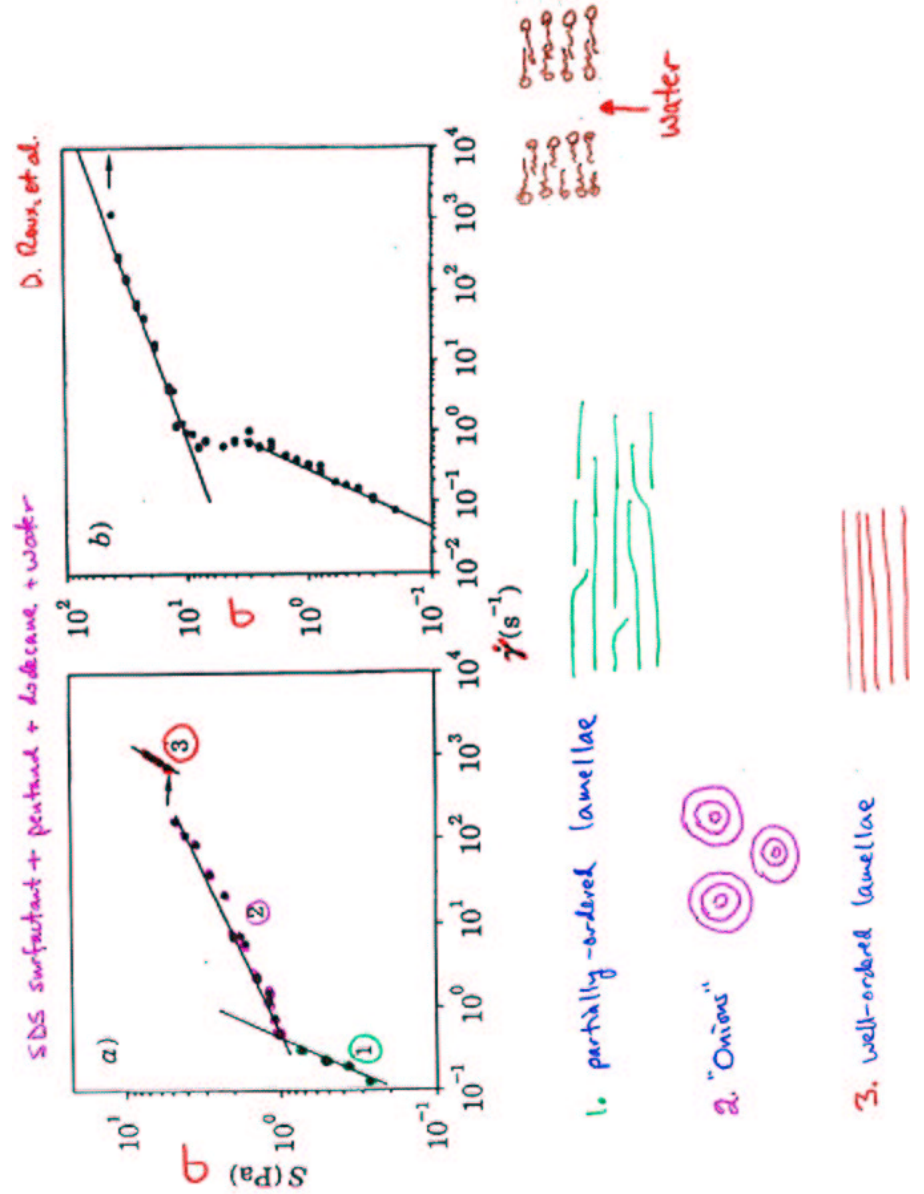 SDS surfactant + pentanol + dodecane + water
D. Roux, et al.
a)
10¹
10⁰
10⁻¹
σ
S (Pa)
①
②
③
10⁻¹ 10⁰ 10¹ 10² 10³ 10⁴
b)
10²
10¹
10⁰
10⁻¹
σ
10⁻² 10⁻¹ 10⁰ 10¹ 10² 10³ 10⁴
γ̇ (s⁻¹)
1. partially-ordered lamellae
2. "Onions"
3. well-ordered lamellae
water